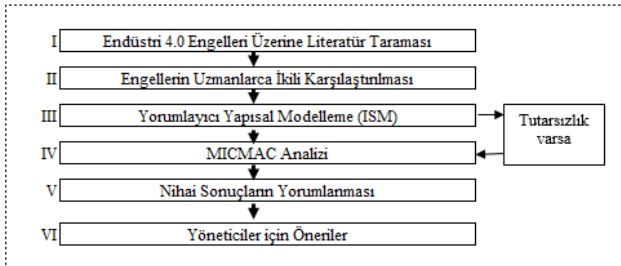 I Endüstri 4.0 Engelleri Üzerine Literatür Taraması
II Engellerin Uzmanlarca İkili Karşılaştırılması
III Yorumlayıcı Yapısal Modelleme (ISM)
Tutarsızlık
varsa
IV MICMAC Analizi
V Nihai Sonuçların Yorumlanması
VI Yöneticiler için Öneriler